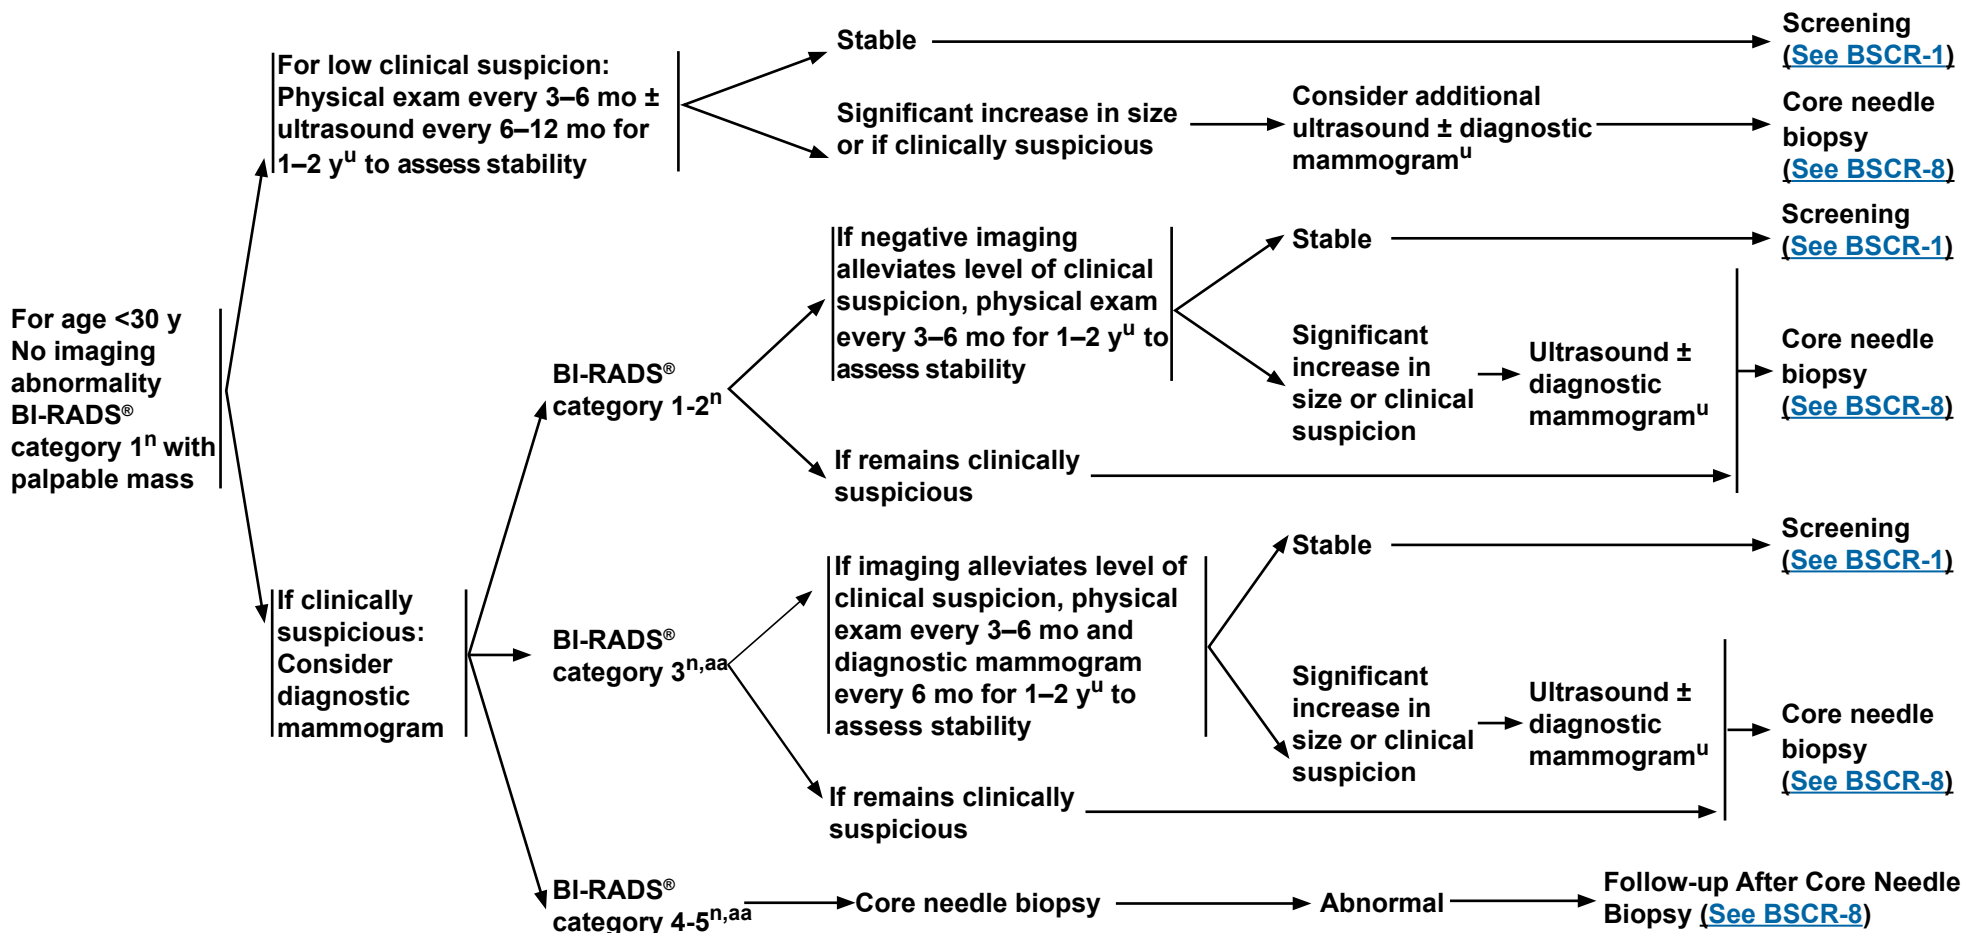 For age <30 y
No imaging
abnormality
BI-RADS®
category 1ⁿ with
palpable mass
For low clinical suspicion:
Physical exam every 3–6 mo ±
ultrasound every 6–12 mo for
1–2 yᵘ to assess stability
Stable
Screening
(See BSCR-1)
Significant increase in size
or if clinically suspicious
Consider additional
ultrasound ± diagnostic
mammogramᵘ
Core needle
biopsy
(See BSCR-8)
If clinically
suspicious:
Consider
diagnostic
mammogram
BI-RADS®
category 1-2ⁿ
If negative imaging
alleviates level of clinical
suspicion, physical exam
every 3–6 mo for 1–2 yᵘ to
assess stability
Stable
Screening
(See BSCR-1)
Significant
increase in
size or clinical
suspicion
Ultrasound ±
diagnostic
mammogramᵘ
If remains clinically
suspicious
Core needle
biopsy
(See BSCR-8)
BI-RADS®
category 3ⁿ,ᵃᵃ
If imaging alleviates level of
clinical suspicion, physical
exam every 3–6 mo and
diagnostic mammogram
every 6 mo for 1–2 yᵘ to
assess stability
Stable
Screening
(See BSCR-1)
Significant
increase in
size or clinical
suspicion
Ultrasound ±
diagnostic
mammogramᵘ
If remains clinically
suspicious
Core needle
biopsy
(See BSCR-8)
BI-RADS®
category 4-5ⁿ,ᵃᵃ
Core needle biopsy
Abnormal
Follow-up After Core Needle
Biopsy (See BSCR-8)